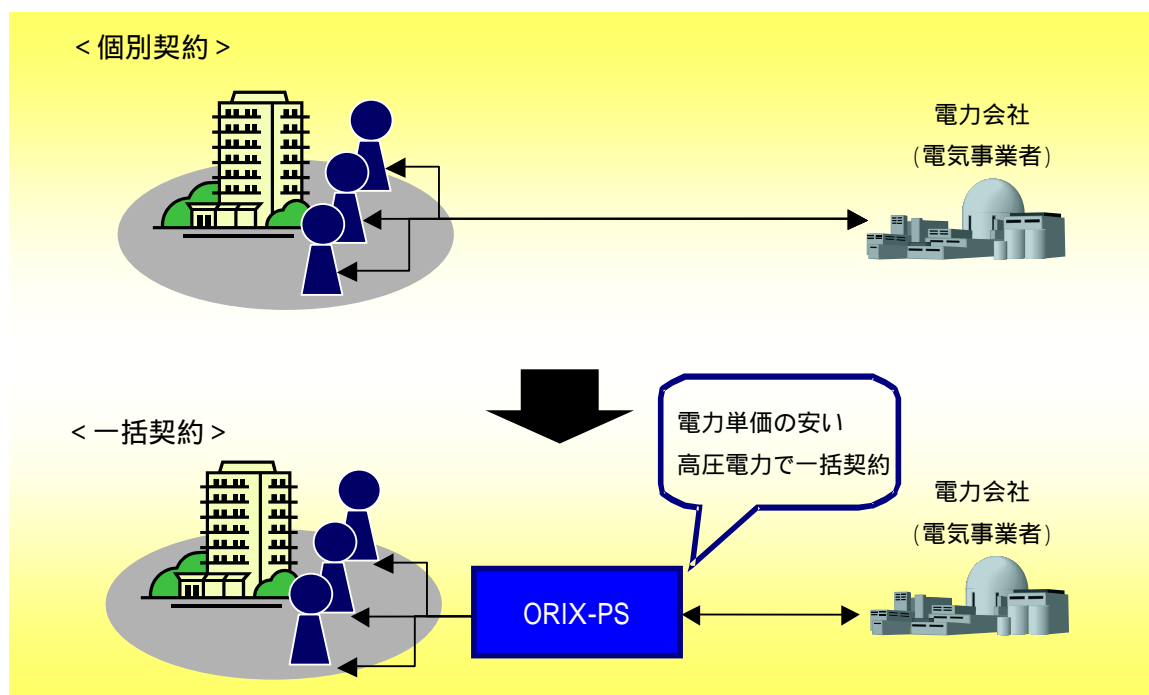 ＜個別契約＞
電力会社
(電気事業者)
電力単価の安い
高圧電力で一括契約
＜一括契約＞
電力会社
(電気事業者)
ORIX-PS